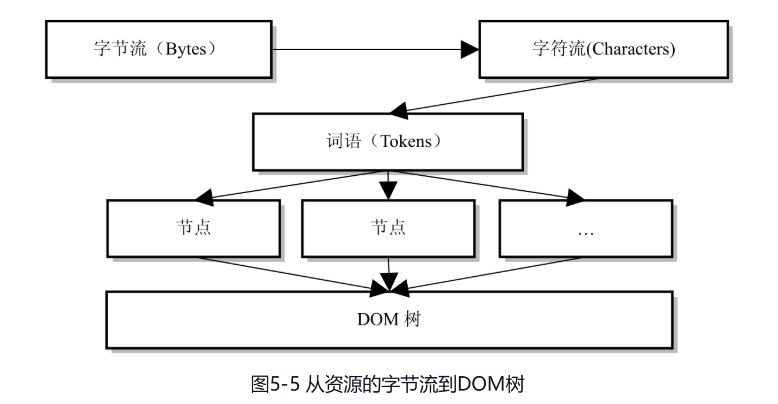 字节流（Bytes）
字符流(Characters)
词语（Tokens）
节点
节点
…
DOM 树
图5-5 从资源的字节流到DOM树